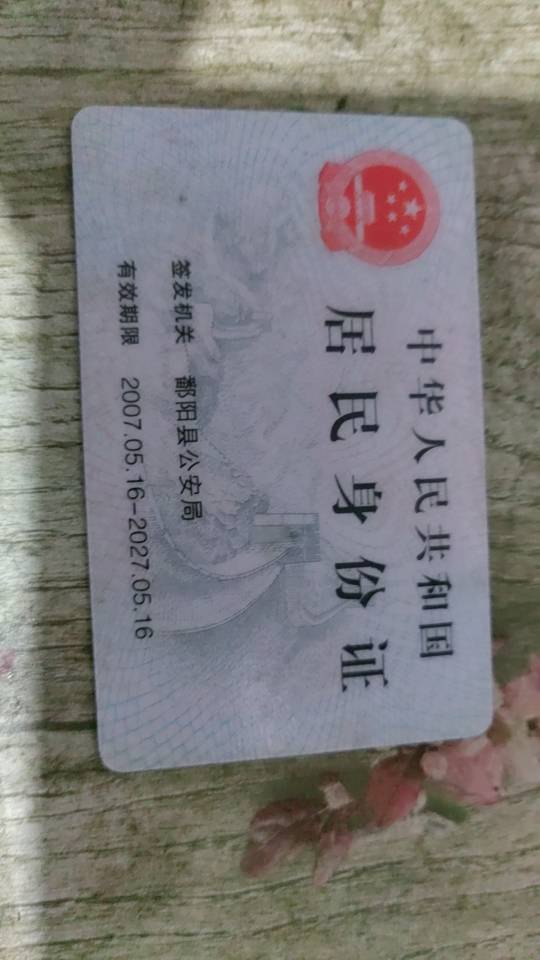 中华人民共和国
居民身份证
签发机关 鄱阳县公安局
有效期限 2007.05.16-2027.05.16